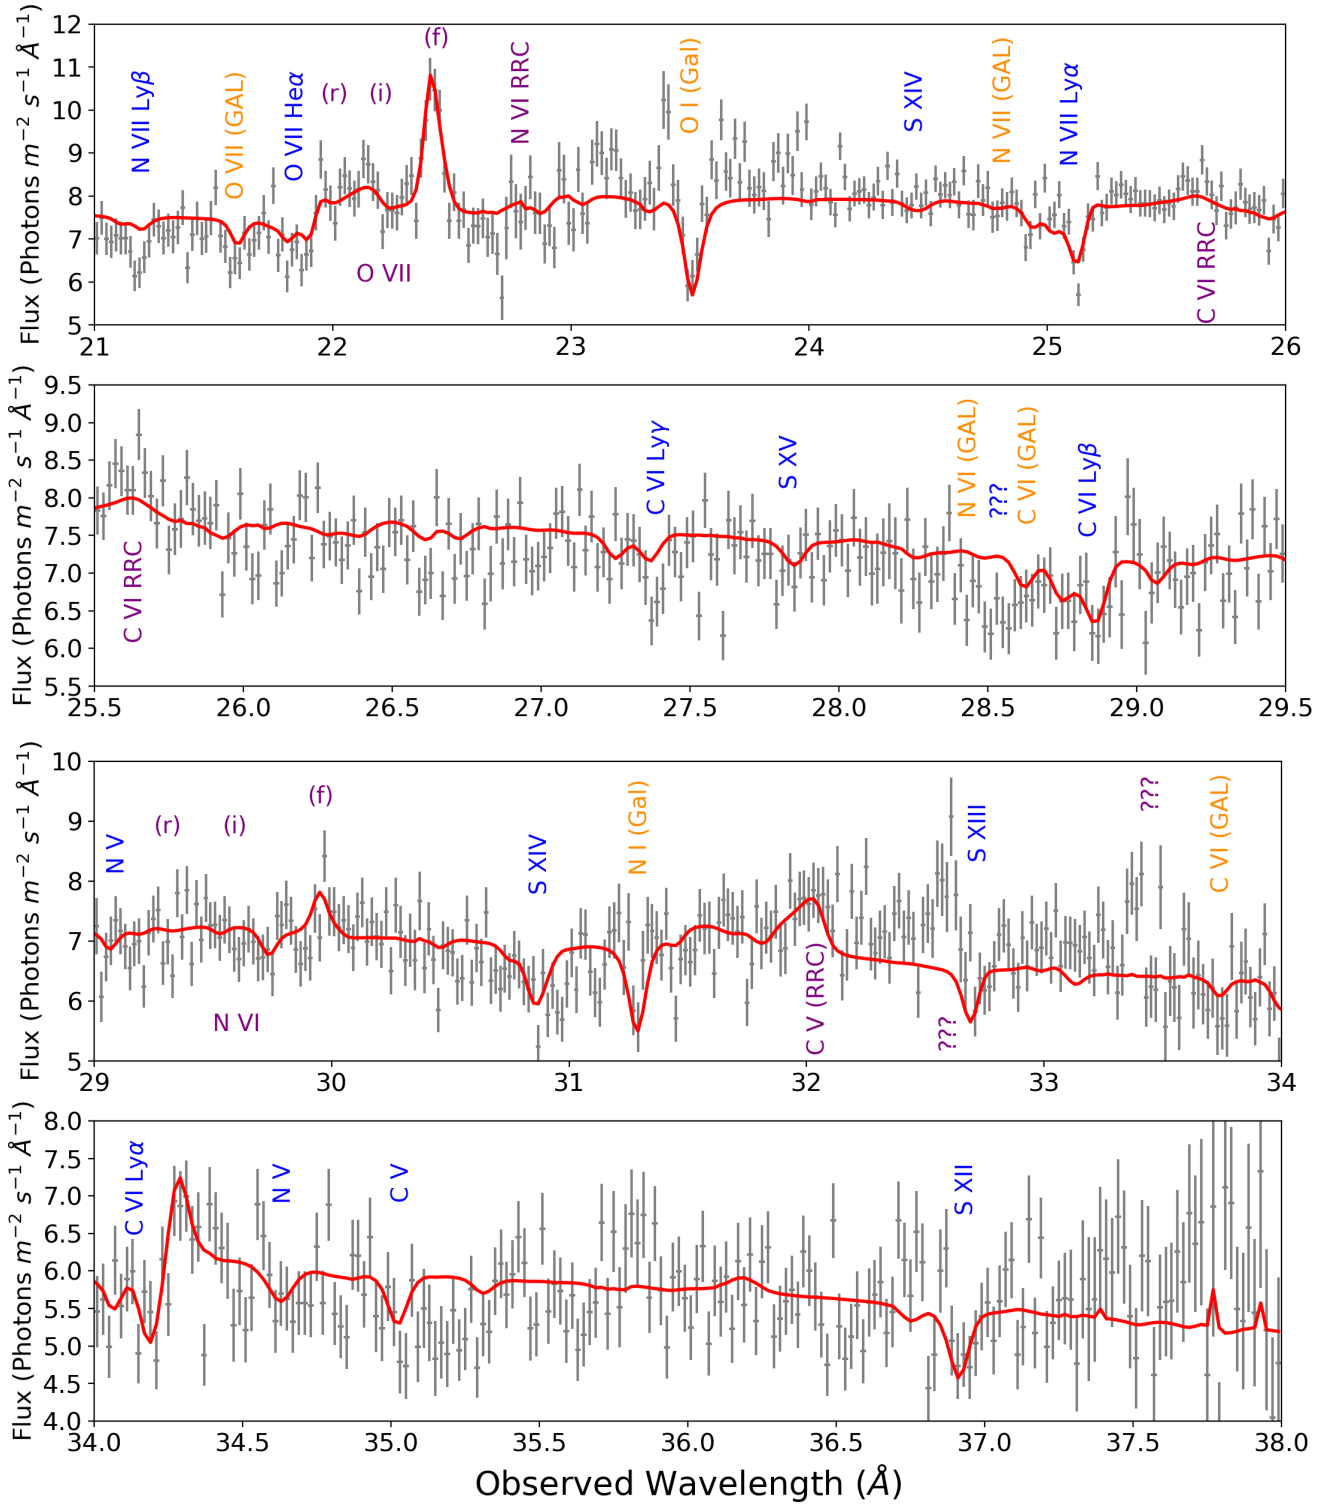 Flux (Photons m⁻² s⁻¹ Å⁻¹)
12
11
10
9
8
7
6
5
N VII Lyβ
O VII (GAL)
O VII Heα
(r)
(i)
(f)
O VII
N VI RRC
O I (Gal)
S XIV
N VII (GAL)
N VII Lyα
C VI RRC
21
22
23
24
25
26
Flux (Photons m⁻² s⁻¹ Å⁻¹)
9.5
9.0
8.5
8.0
7.5
7.0
6.5
6.0
5.5
C VI RRC
C VI Lyγ
S XV
N VI (GAL)
???
C VI (GAL)
C VI Lyβ
25.5
26.0
26.5
27.0
27.5
28.0
28.5
29.0
29.5
Flux (Photons m⁻² s⁻¹ Å⁻¹)
10
9
8
7
6
5
N V
(r)
(i)
(f)
N VI
S XIV
N I (Gal)
C V (RRC)
???
S XIII
???
C VI (GAL)
29
30
31
32
33
34
Flux (Photons m⁻² s⁻¹ Å⁻¹)
8.0
7.5
7.0
6.5
6.0
5.5
5.0
4.5
4.0
C VI Lyα
N V
C V
S XII
34.0
34.5
35.0
35.5
36.0
36.5
37.0
37.5
38.0
Observed Wavelength (Å)